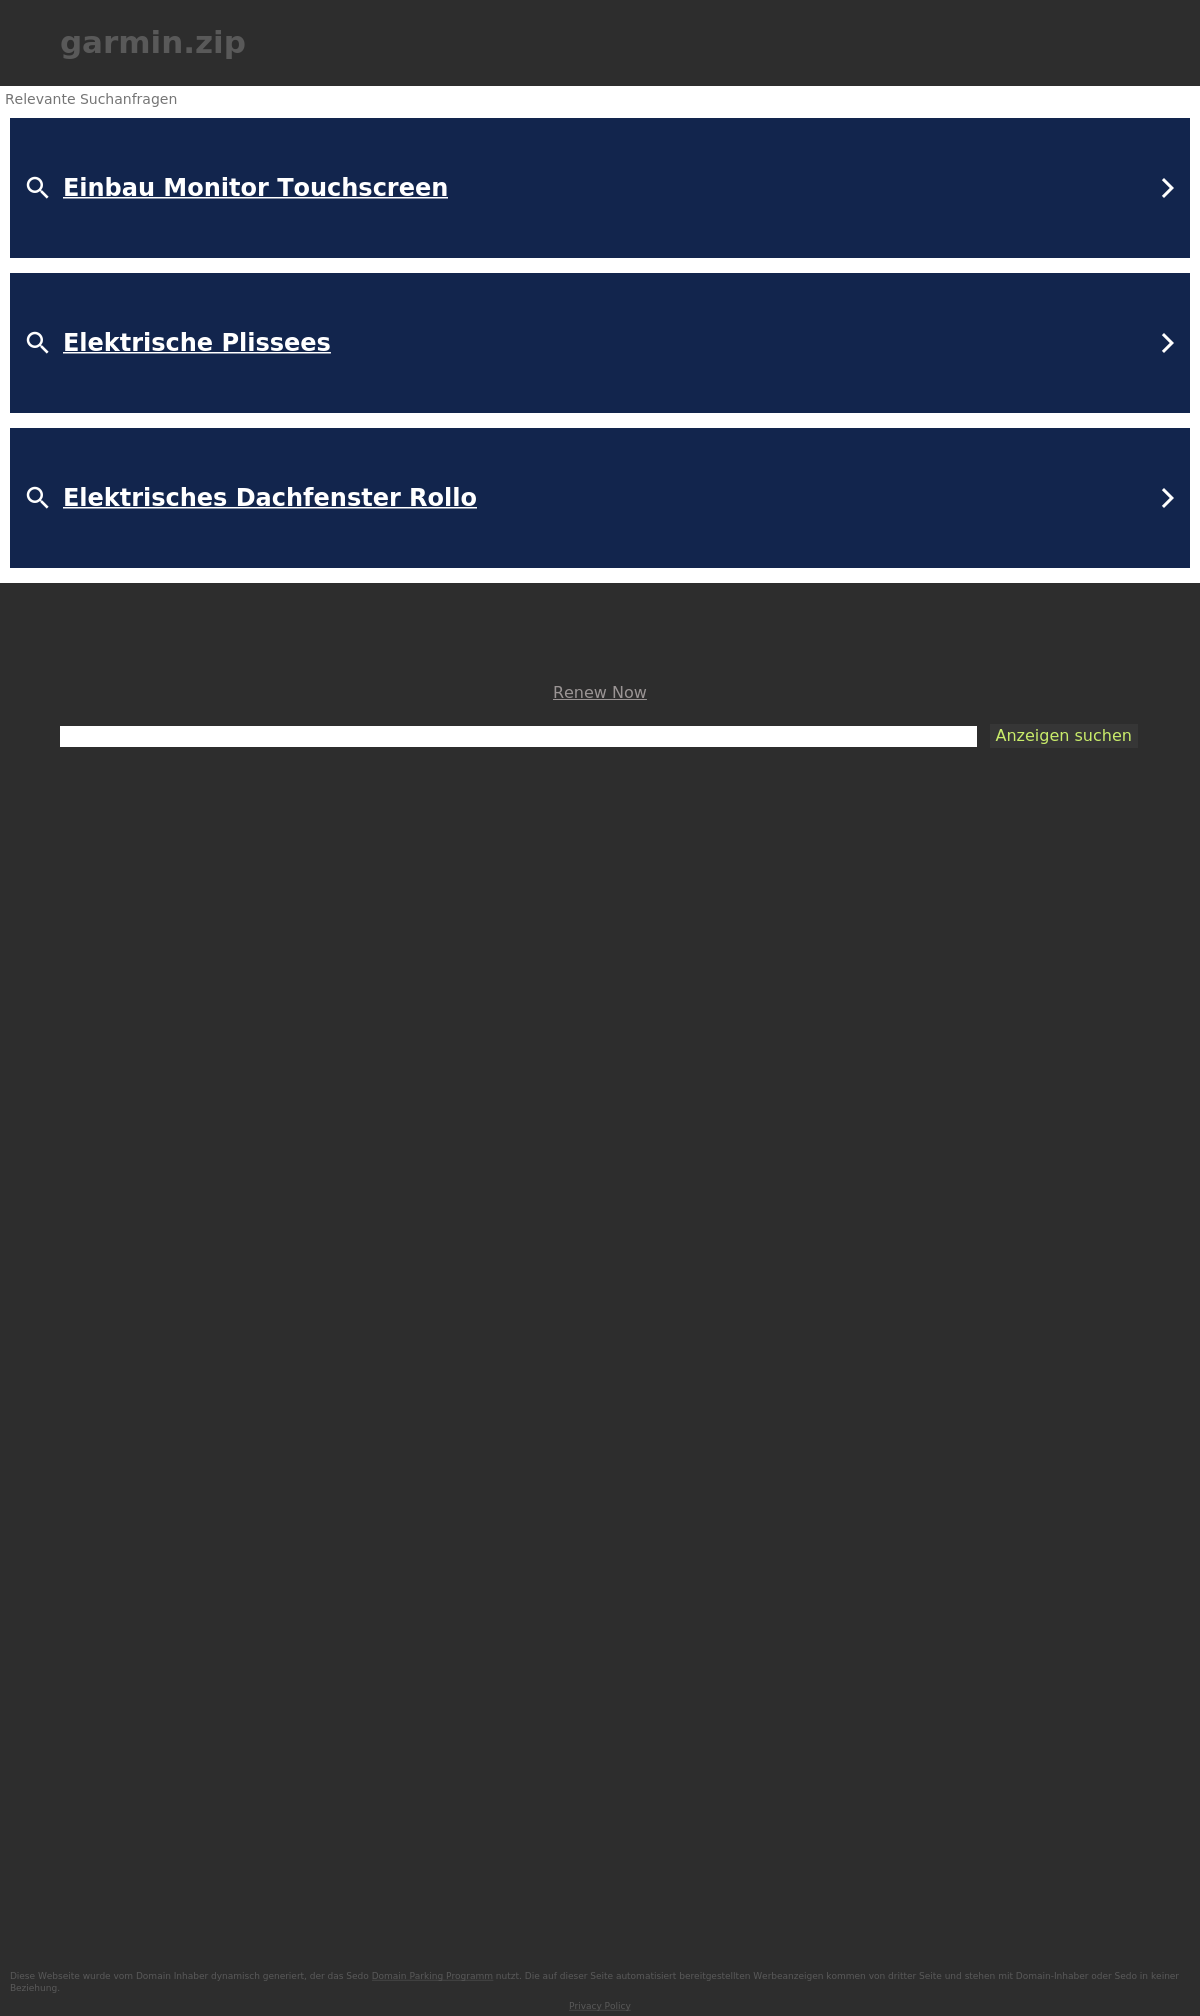 garmin.zip
Relevante Suchanfragen
Einbau Monitor Touchscreen
Elektrische Plissees
Elektrisches Dachfenster Rollo
Renew Now
Anzeigen suchen
Diese Webseite wurde vom Domain Inhaber dynamisch generiert, der das Sedo Domain Parking Programm nutzt. Die auf dieser Seite automatisiert bereitgestellten Werbeanzeigen kommen von dritter Seite und stehen mit Domain-Inhaber oder Sedo in keiner
Beziehung.
Privacy Policy